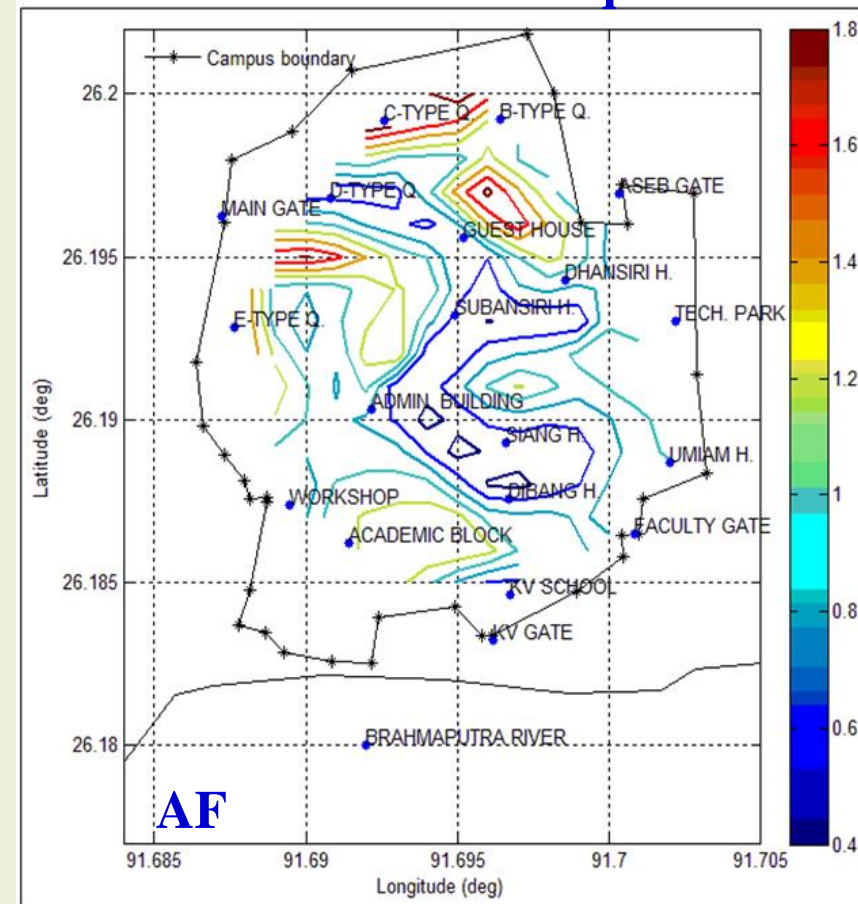 Campus boundary
1.8
26.2
C-TYPE Q.
B-TYPE Q.
1.6
D-TYPE Q.
ASEB GATE
MAIN GATE
GUEST HOUSE
26.195
1.4
DHANSIRI H.
SUBANSIRI H.
TECH. PARK
E-TYPE Q.
1.2
ADMIN. BUILDING
26.19
SIANG H.
UMIAM H.
WORKSHOP
DIBANG H.
1
ACADEMIC BLOCK
FACULTY GATE
26.185
KV SCHOOL
0.8
KV GATE
0.6
26.18
BRAHMAPUTRA RIVER
AF
0.4
91.685
91.69
91.695
91.7
91.705
Longitude (deg)
Latitude (deg)